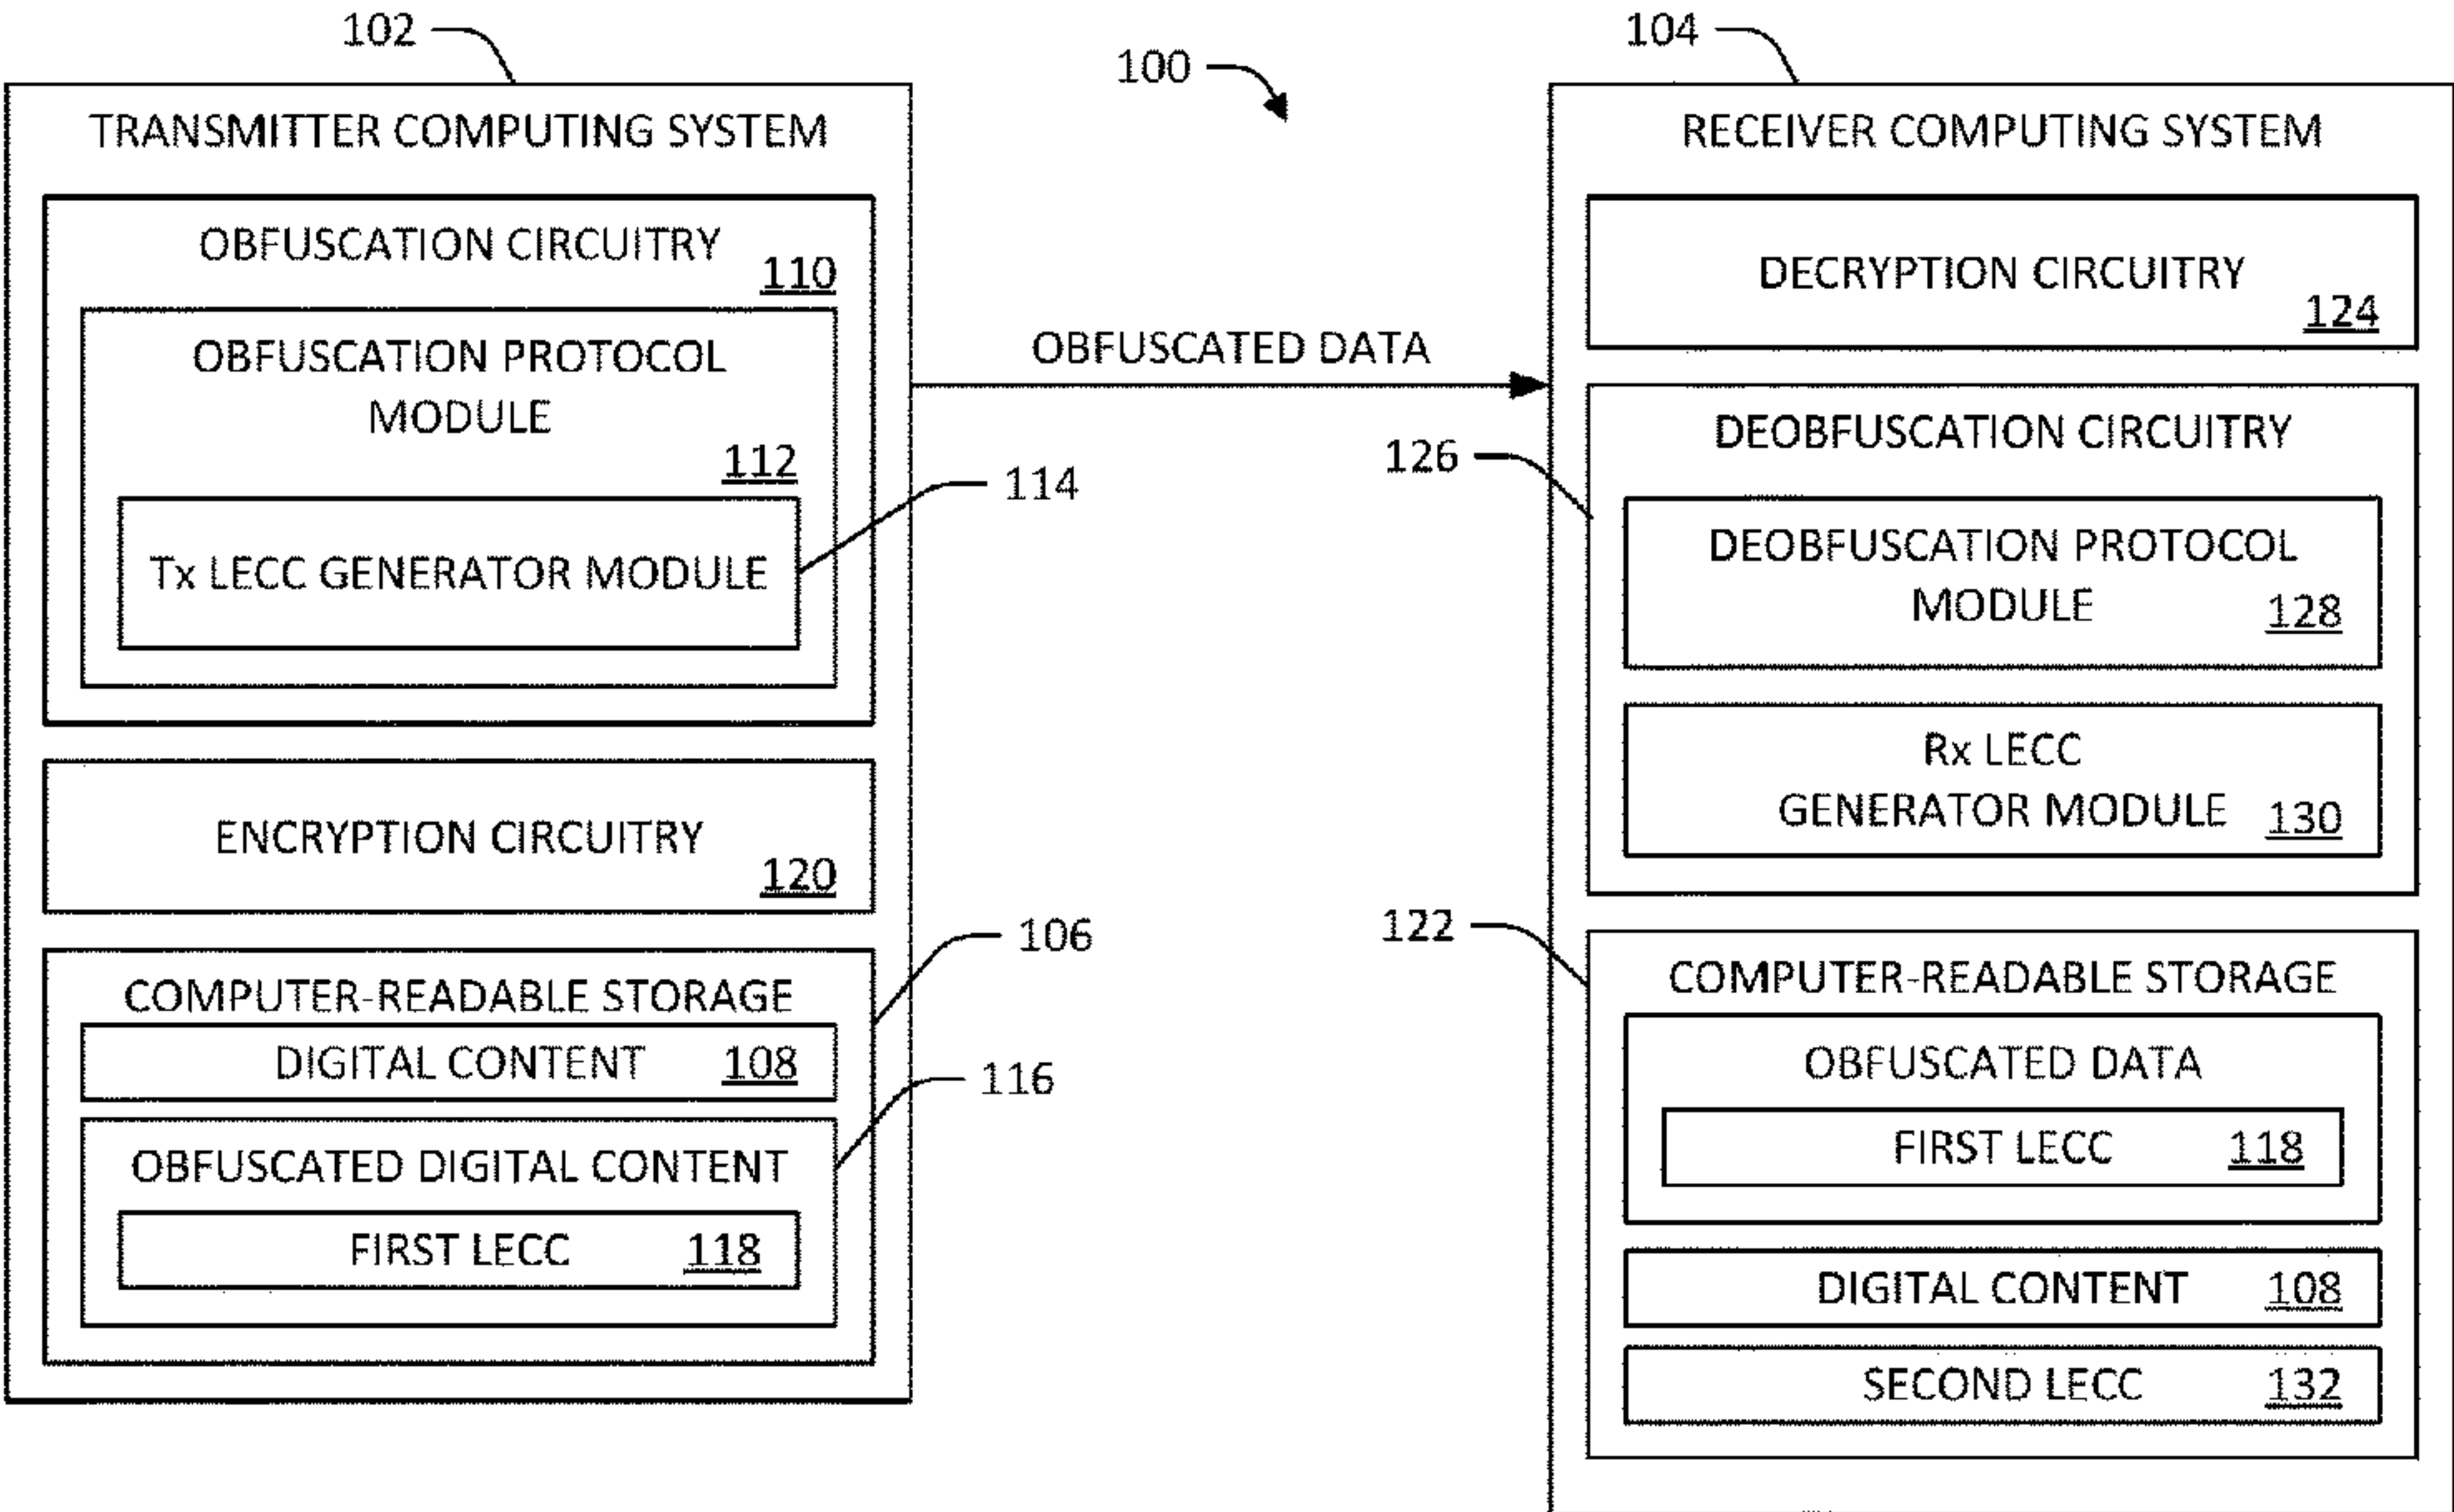 102
100
104
TRANSMITTER COMPUTING SYSTEM
OBFUSCATION CIRCUITRY
110
OBFUSCATION PROTOCOL
MODULE
112
114
Tx LECC GENERATOR MODULE
ENCRYPTION CIRCUITRY
120
106
COMPUTER-READABLE STORAGE
DIGITAL CONTENT 108
116
OBFUSCATED DIGITAL CONTENT
FIRST LECC 118
OBFUSCATED DATA
RECEIVER COMPUTING SYSTEM
DECRYPTION CIRCUITRY
124
126
DEOBFUSCATION CIRCUITRY
DEOBFUSCATION PROTOCOL
MODULE 128
Rx LECC
GENERATOR MODULE 130
122
COMPUTER-READABLE STORAGE
OBFUSCATED DATA
FIRST LECC 118
DIGITAL CONTENT 108
SECOND LECC 132